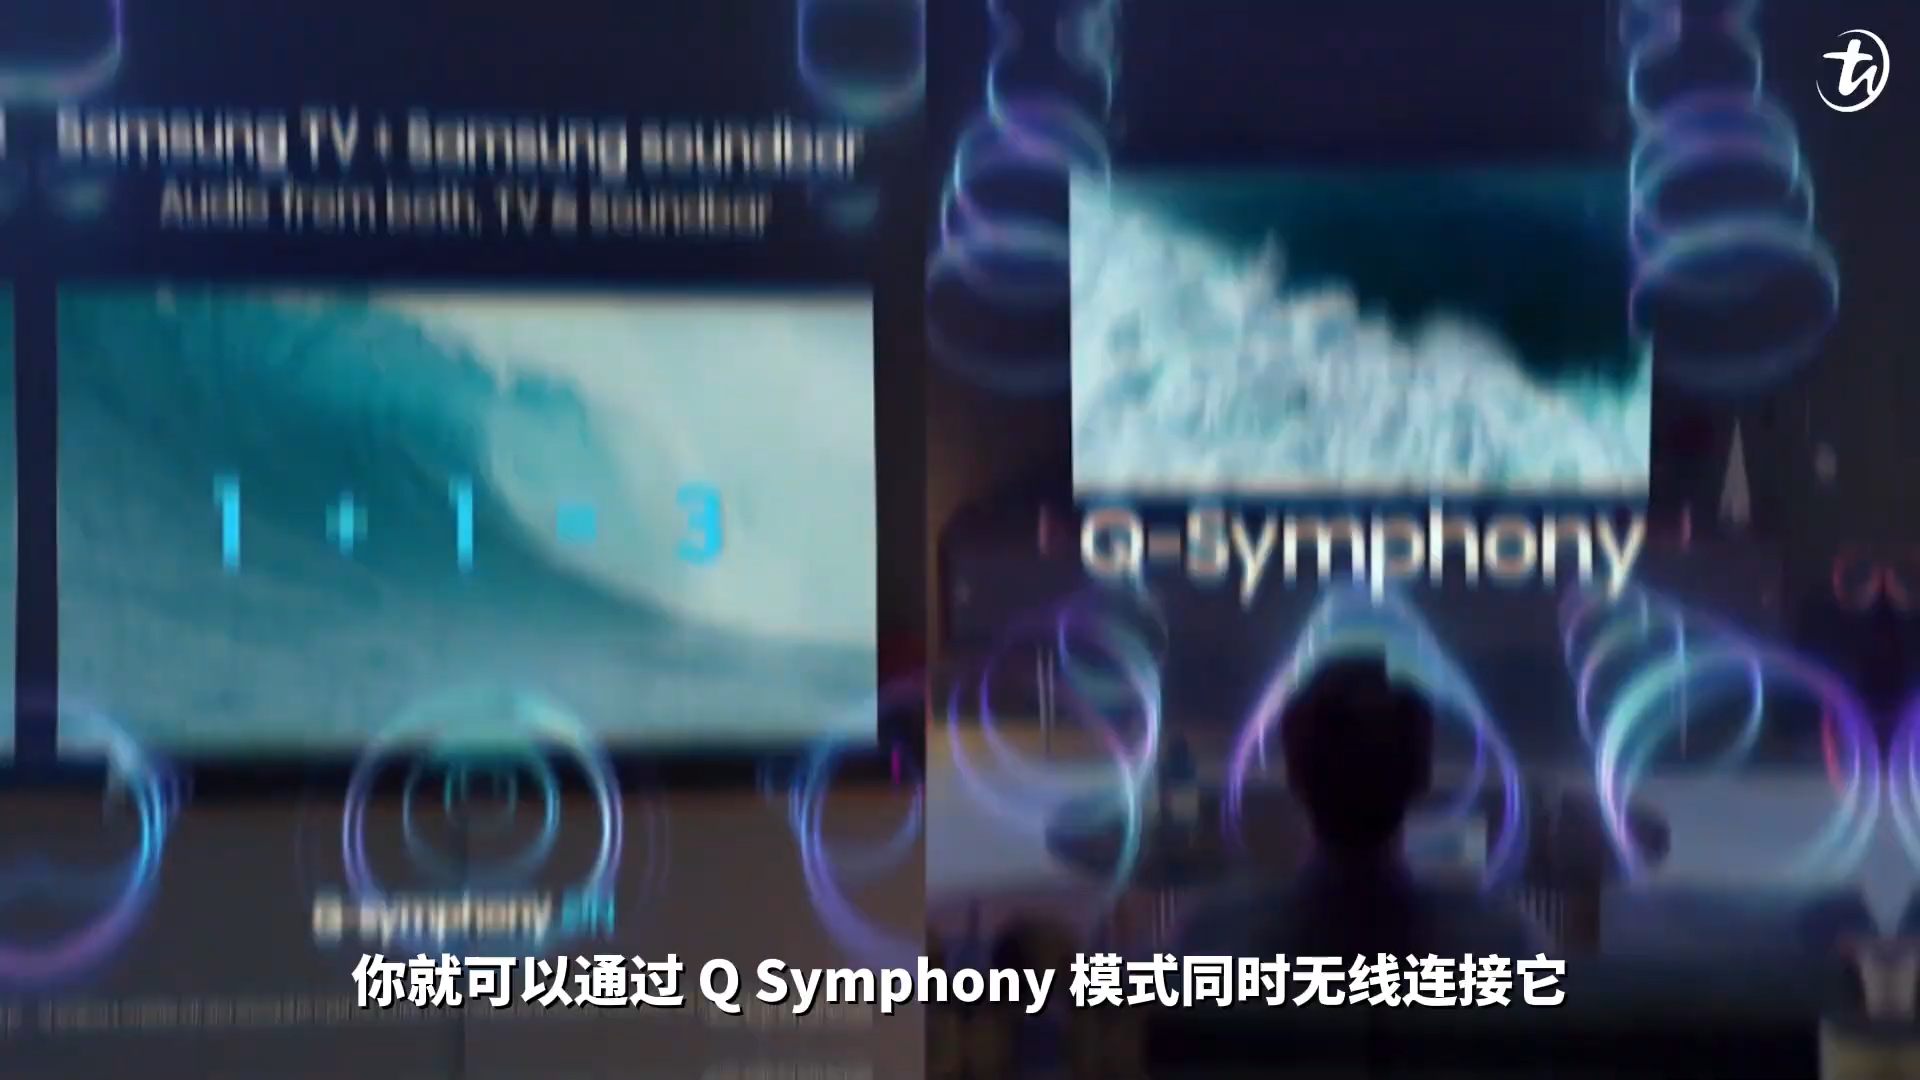 Samsung TV + Samsung soundbar
Audio from both, TV & Soundbar
1 + 1 = 3
Q-Symphony
Q-symphony
你就可以通过 Q Symphony 模式同时无线连接它